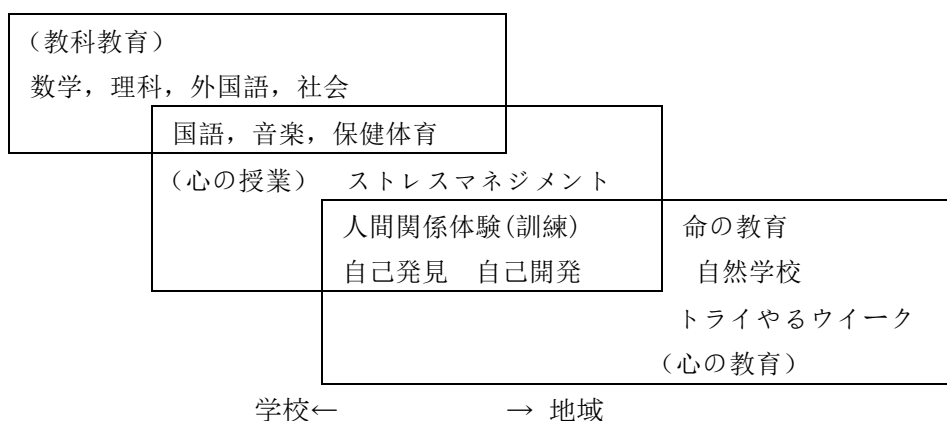 （教科教育）
数学，理科，外国語，社会
国語，音楽，保健体育
（心の授業）　ストレスマネジメント
人間関係体験(訓練)　命の教育
自己発見　自己開発　自然学校
トライやるウイーク
（心の教育）
学校←　→ 地域